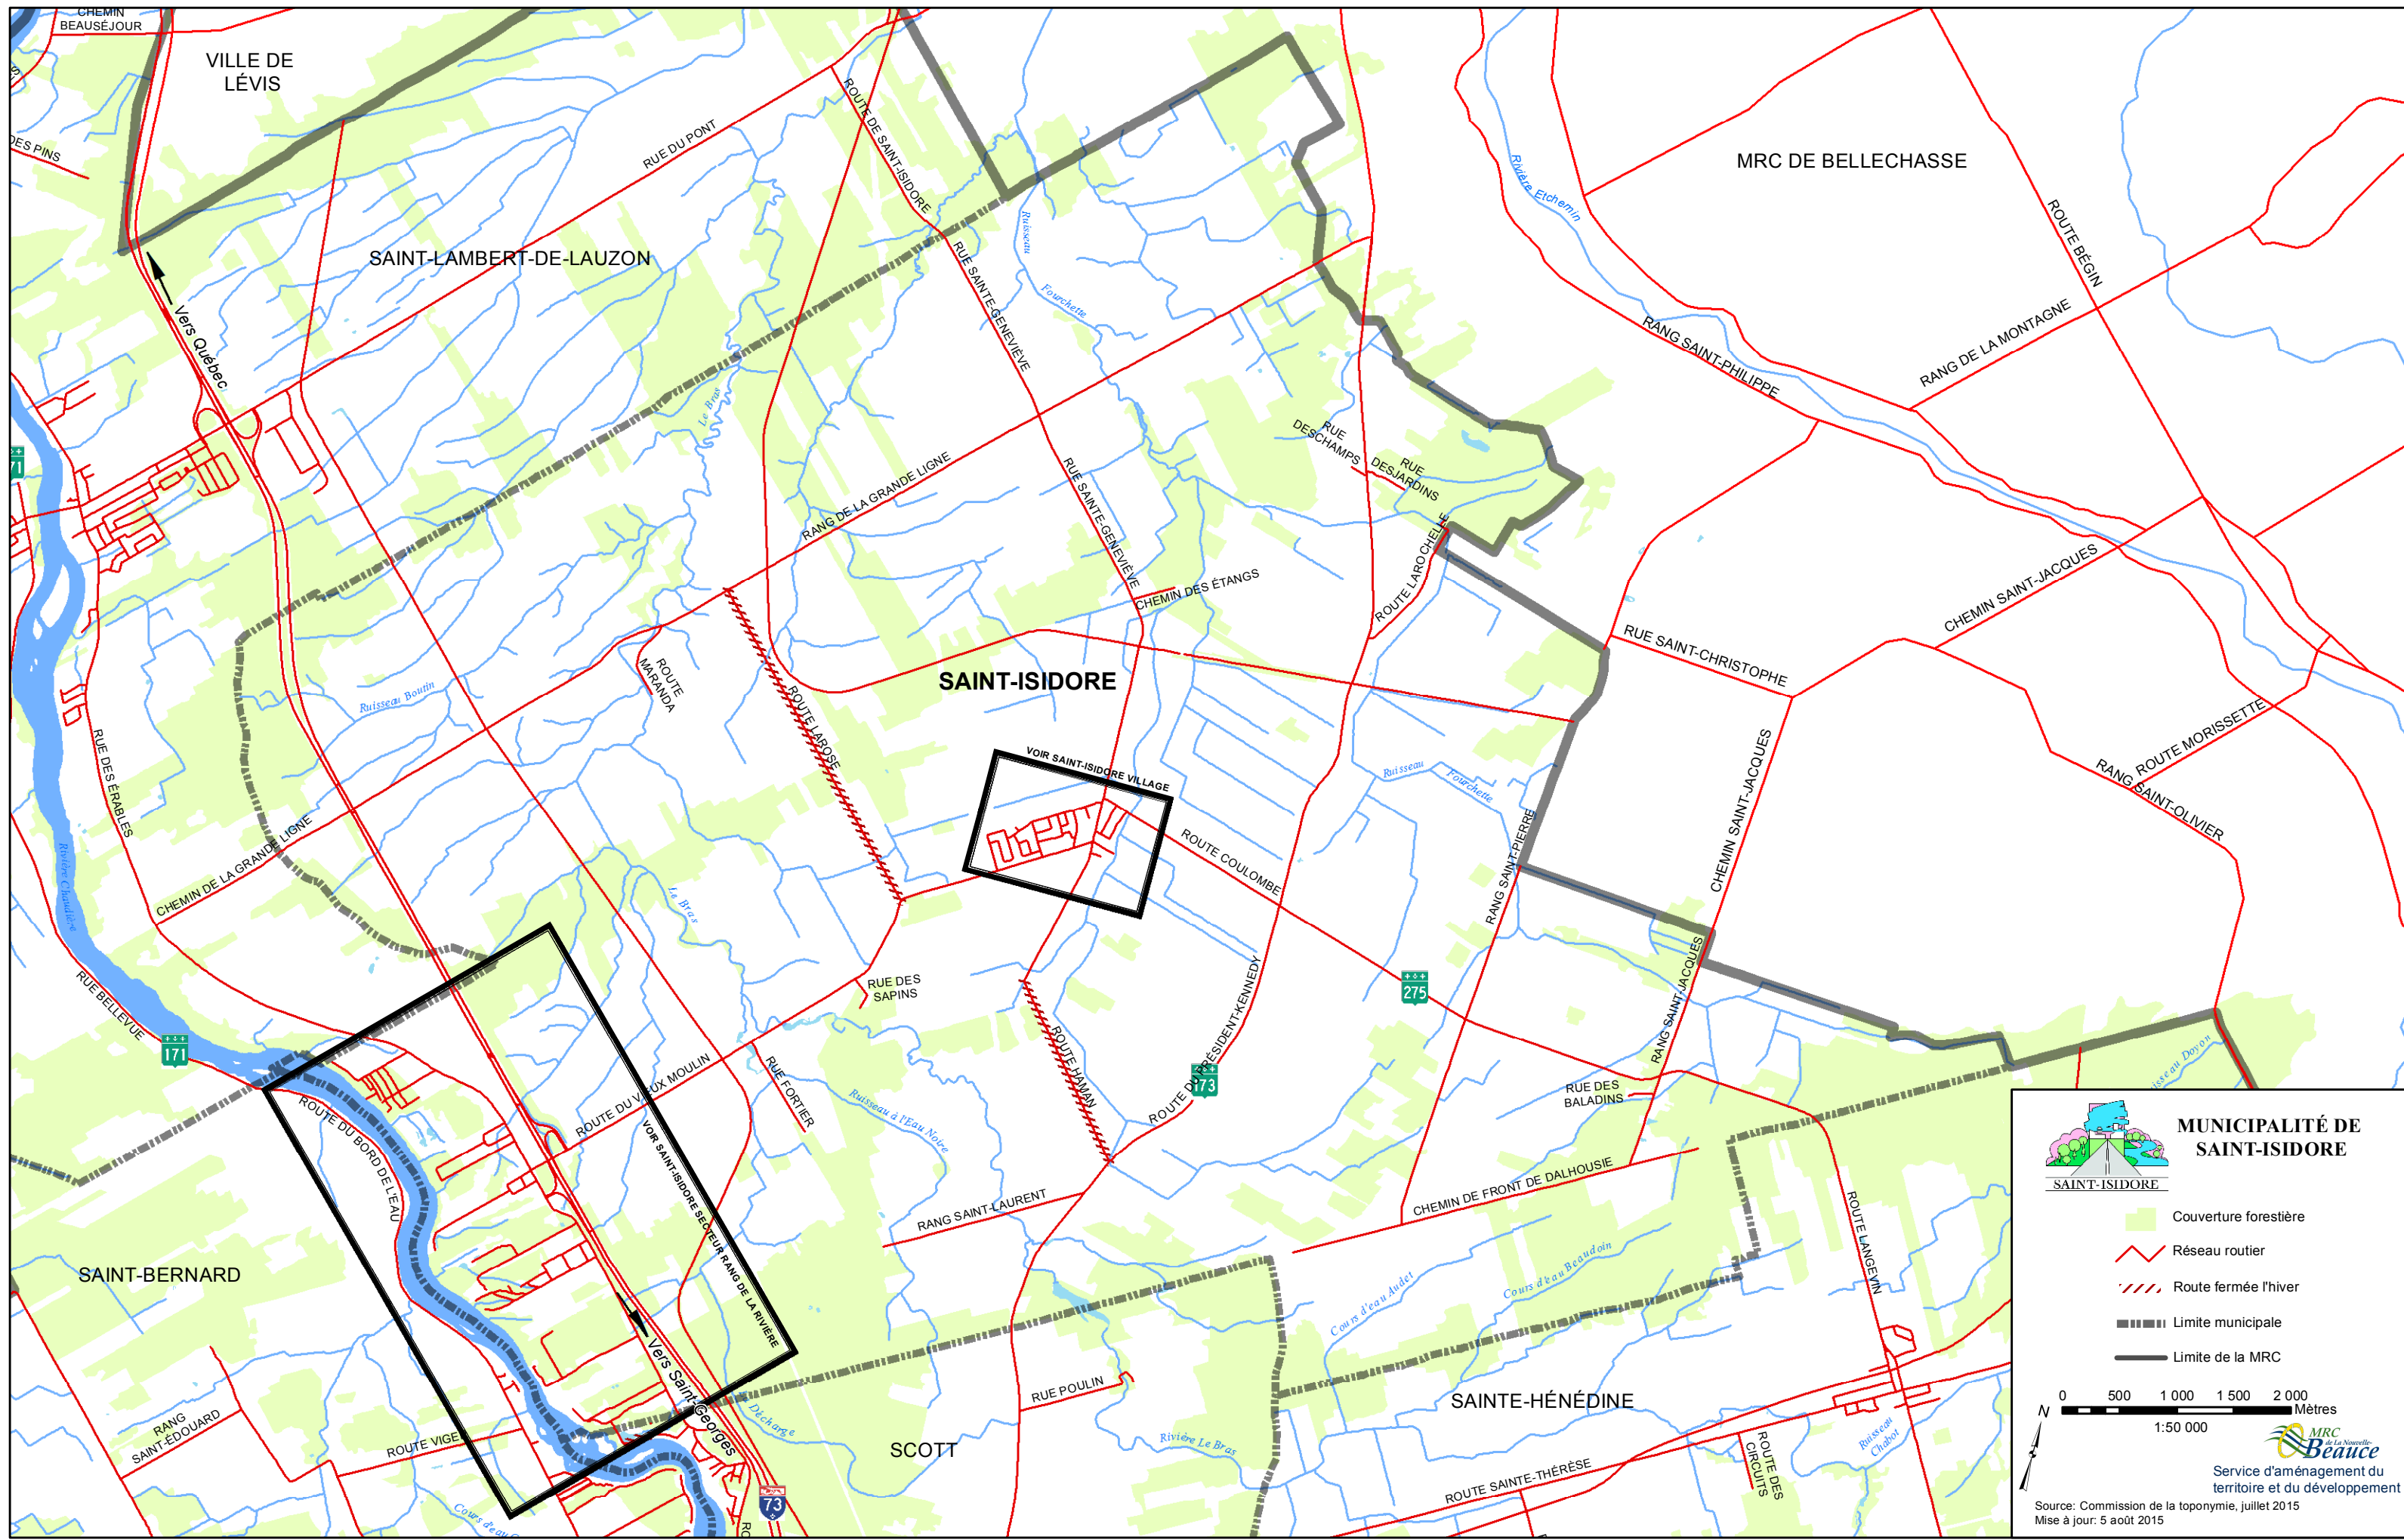 CHEMIN
BEAUSÉJOUR
VILLE DE
LÉVIS
DES PINS
RUE DU PONT
ROUTE DE SAINT-ISIDORE
MRC DE BELLECHASSE
Rivière Etchemin
ROUTE BÉGIN
SAINT-LAMBERT-DE-LAUZON
Vers Québec
Ruisseau
Fourchette
RUE SAINTE-GENEVIÈVE
RANG SAINT-PHILIPPE
RANG DE LA MONTAGNE
Le Bras
RUE
DESCHAMPS
RUE
DESJARDINS
71
RANG DE LA GRANDE LIGNE
RUE SAINTE-GENEVIÈVE
CHEMIN DES ÉTANGS
ROUTE LAROCHELLE
CHEMIN SAINT-JACQUES
RUE SAINT-CHRISTOPHE
ROUTE
MARANDA
Ruisseau Boutin
SAINT-ISIDORE
ROUTE LAROSE
RUE DES ÉRABLES
VOIR SAINT-ISIDORE VILLAGE
Ruisseau
Fourchette
CHEMIN SAINT-JACQUES
ROUTE MORISSETTE
RANG SAINT-OLIVIER
Rivière Chaudière
CHEMIN DE LA GRANDE LIGNE
ROUTE COULOMBE
RANG SAINT-PIERRE
Le Bras
RUE BELLEVUE
171
RUE DES
SAPINS
275
RANG SAINT-JACQUES
ROUTE DU PRÉSIDENT-KENNEDY
173
ROUTE HAMAN
RUE FORTIER
ROUTE DU VIEUX MOULIN
Ruisseau à l'Eau Noire
RUE DES
BALADINS
ROUTE DU BORD DE L'EAU
VOIR SAINT-ISIDORE SECTEUR RANG DE LA RIVIÈRE
CHEMIN DE FRONT DE DALHOUSIE
RANG SAINT-LAURENT
ROUTE LANGEVIN
SAINT-BERNARD
Cours d'eau Audet
Cours d'eau Beaudoin
Vers Saint-Georges
RUE POULIN
SAINTE-HÉNÉDINE
RANG
SAINT-ÉDOUARD
ROUTE VIGE
Décharge
SCOTT
Rivière Le Bras
ROUTE SAINTE-THÉRÈSE
ROUTE DES
CIRCUITS
Ruisseau
Chabot
73
Cours d'eau
MUNICIPALITÉ DE
SAINT-ISIDORE
SAINT-ISIDORE
Couverture forestière
Réseau routier
Route fermée l'hiver
Limite municipale
Limite de la MRC
0 500 1 000 1 500 2 000
Mètres
N
1:50 000
MRC
de La Nouvelle-
Beauce
Service d'aménagement du
territoire et du développement
Source: Commission de la toponymie, juillet 2015
Mise à jour: 5 août 2015